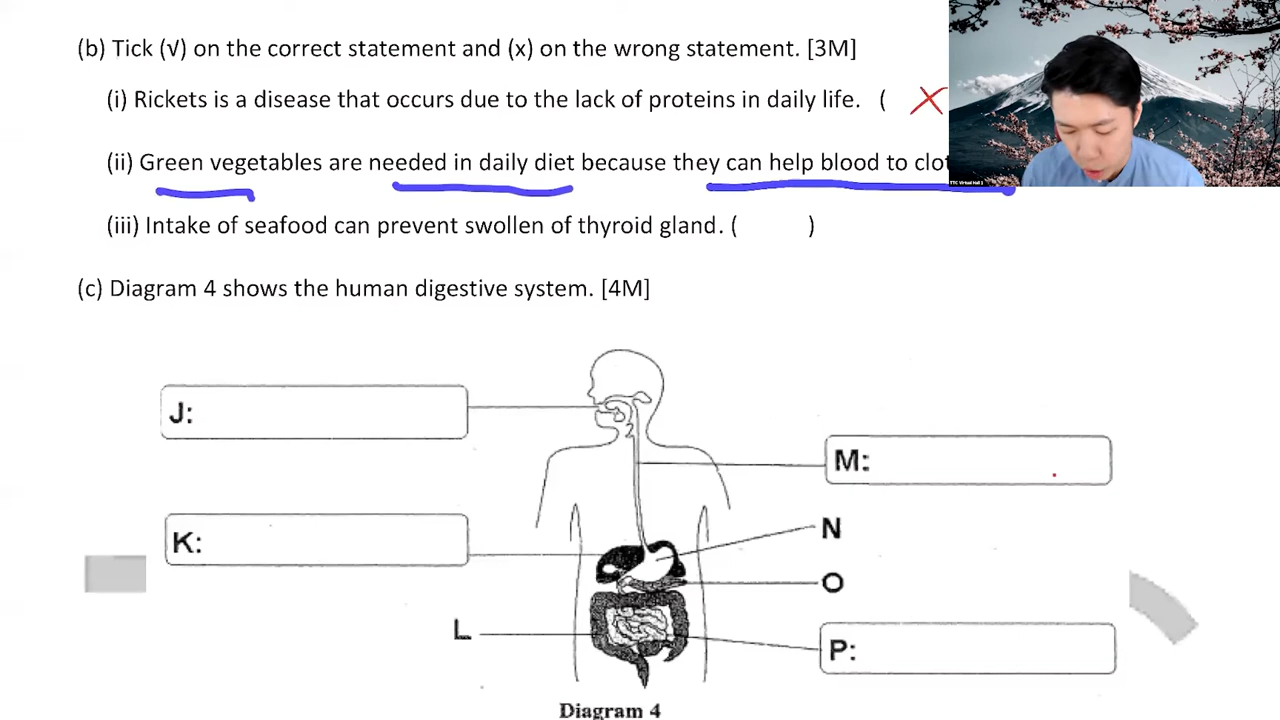 (b) Tick (√) on the correct statement and (x) on the wrong statement. [3M]
(i) Rickets is a disease that occurs due to the lack of proteins in daily life. ( X
(ii) Green vegetables are needed in daily diet because they can help blood to clot
(iii) Intake of seafood can prevent swollen of thyroid gland. ( )
(c) Diagram 4 shows the human digestive system. [4M]
J:
M:
K:
N
O
L
P:
Diagram 4